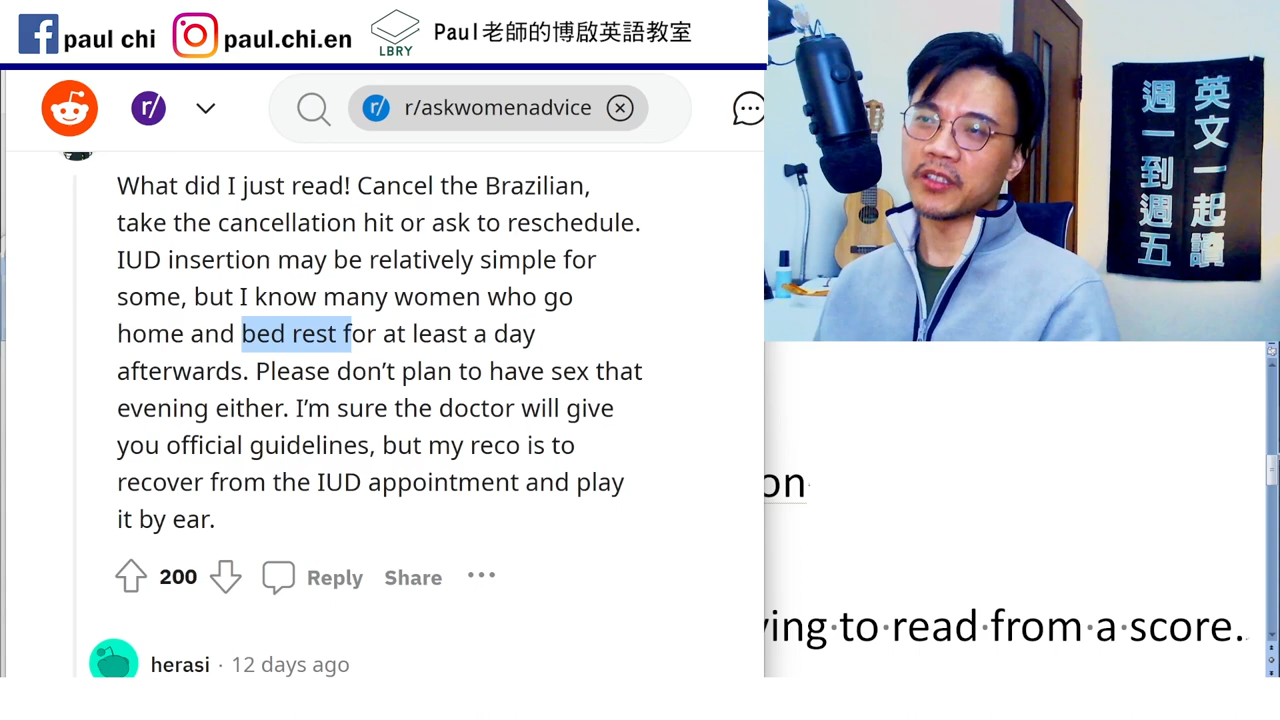 paul chi
paul.chi.en
LBRY
Paul老師的博啟英語教室
r/
r/
r/askwomenadvice
What did I just read! Cancel the Brazilian,
take the cancellation hit or ask to reschedule.
IUD insertion may be relatively simple for
some, but I know many women who go
home and bed rest for at least a day
afterwards. Please don’t plan to have sex that
evening either. I’m sure the doctor will give
you official guidelines, but my reco is to
recover from the IUD appointment and play
it by ear.
200
Reply
Share
herasi · 12 days ago
英文一起讀
週一到週五
on
ying to read from a score.